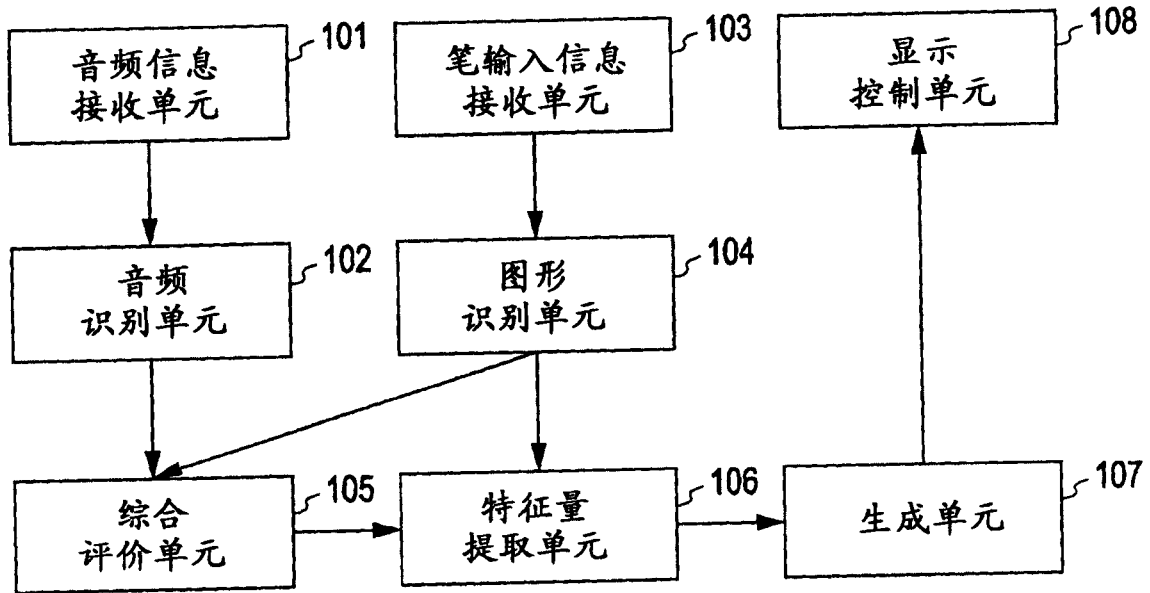 音频信息
接收单元
101
笔输入信息
接收单元
103
显示
控制单元
108
音频
识别单元
102
图形
识别单元
104
综合
评价单元
105
特征量
提取单元
106
生成单元
107